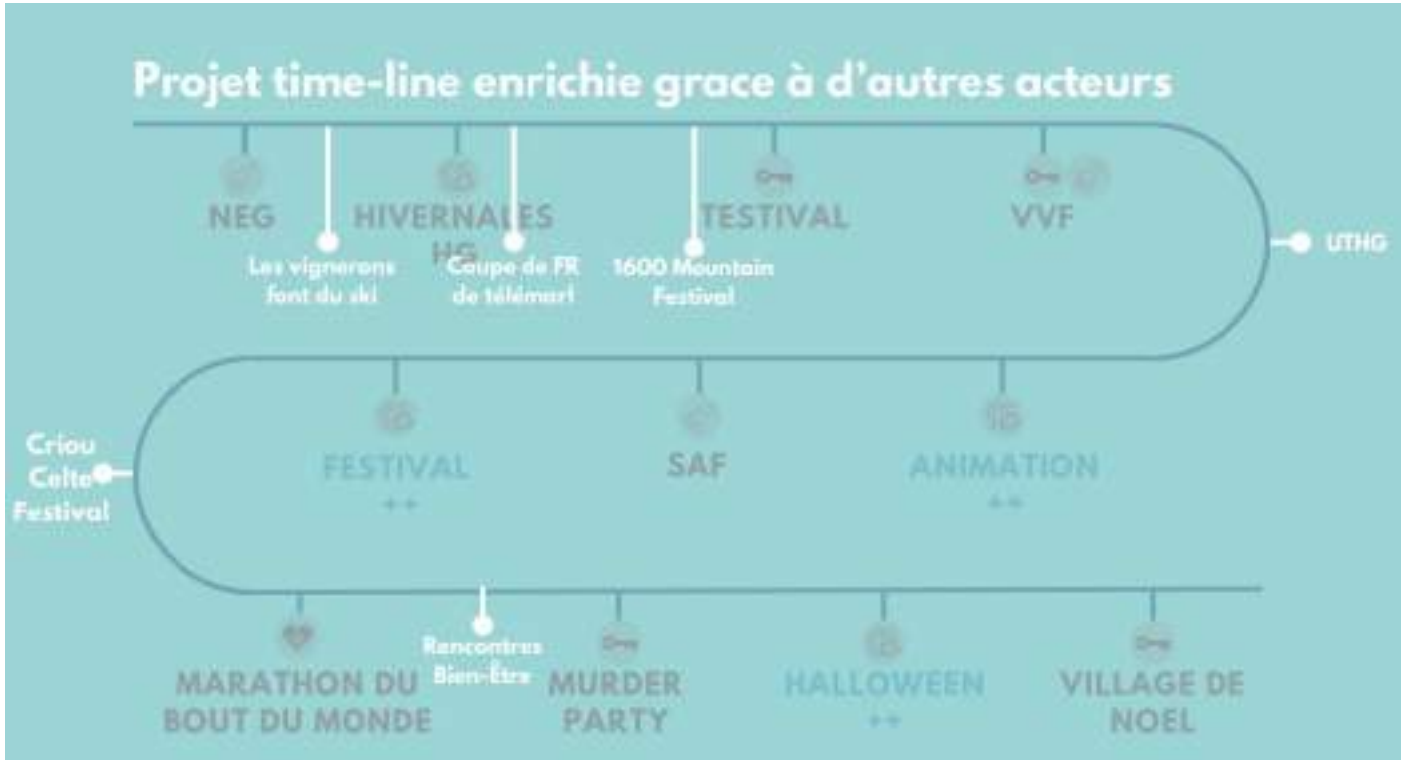 Projet time-line enrichie grace à d'autres acteurs
NEG
HIVERNALES
HG
TESTIVAL
VVF
Les vignerons
font du ski
Coupe de FR
de télémarl
1600 Mountain
Festival
UTHG
FESTIVAL
++
SAF
ANIMATION
++
Criou
Celte
Festival
MARATHON DU
BOUT DU MONDE
Rencontres
Bien-Être
MURDER
PARTY
HALLOWEEN
++
VILLAGE DE
NOEL